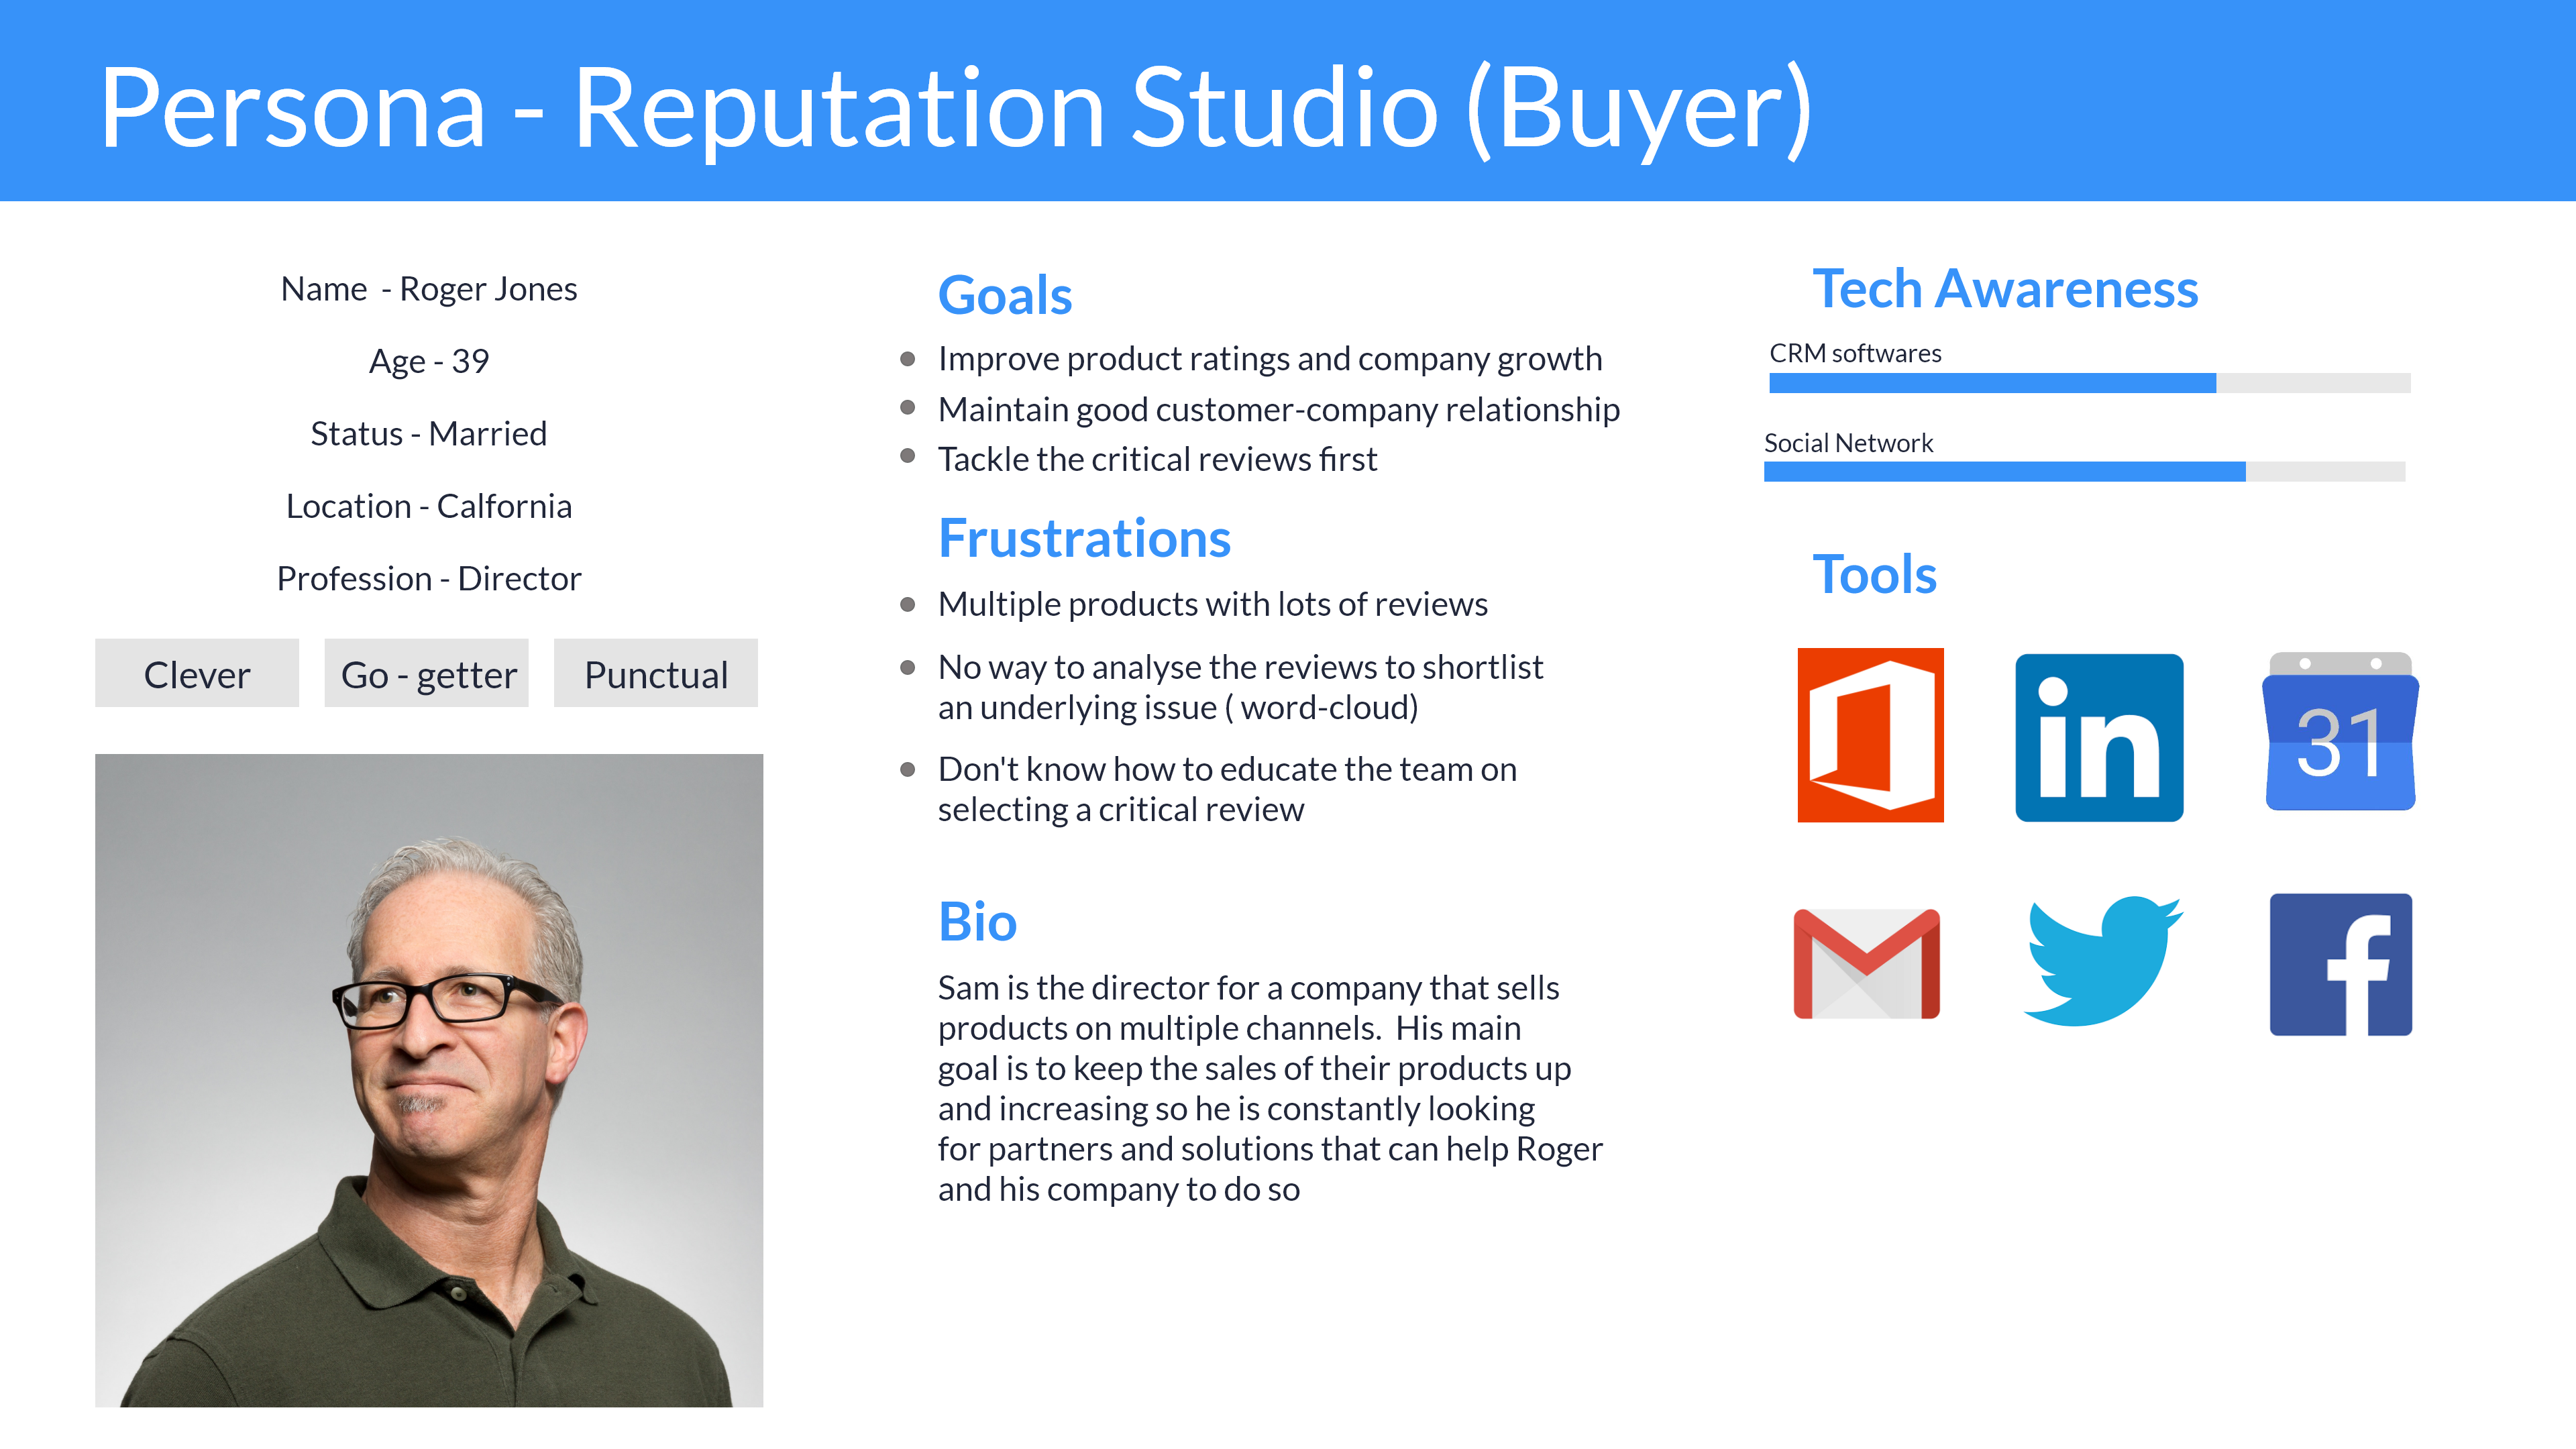 Persona - Reputation Studio (Buyer)
Name  - Roger Jones
Age - 39
Status - Married
Location - Calfornia
Profession - Director
Clever
Go - getter
Punctual
Goals
Improve product ratings and company growth
Maintain good customer-company relationship
Tackle the critical reviews first
Frustrations
Multiple products with lots of reviews
No way to analyse the reviews to shortlist
an underlying issue ( word-cloud)
Don't know how to educate the team on
selecting a critical review
Bio
Sam is the director for a company that sells
products on multiple channels.  His main
goal is to keep the sales of their products up
and increasing so he is constantly looking
for partners and solutions that can help Roger
and his company to do so
Tech Awareness
CRM softwares
Social Network
Tools
in
31
f